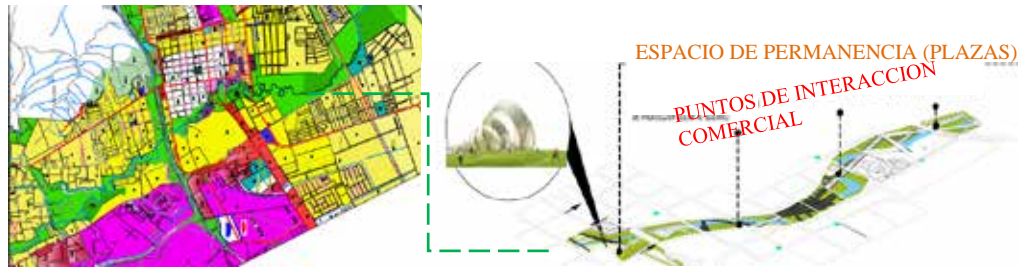 ESPACIO DE PERMANENCIA (PLAZAS)
PUNTOS DE INTERACCION
COMERCIAL